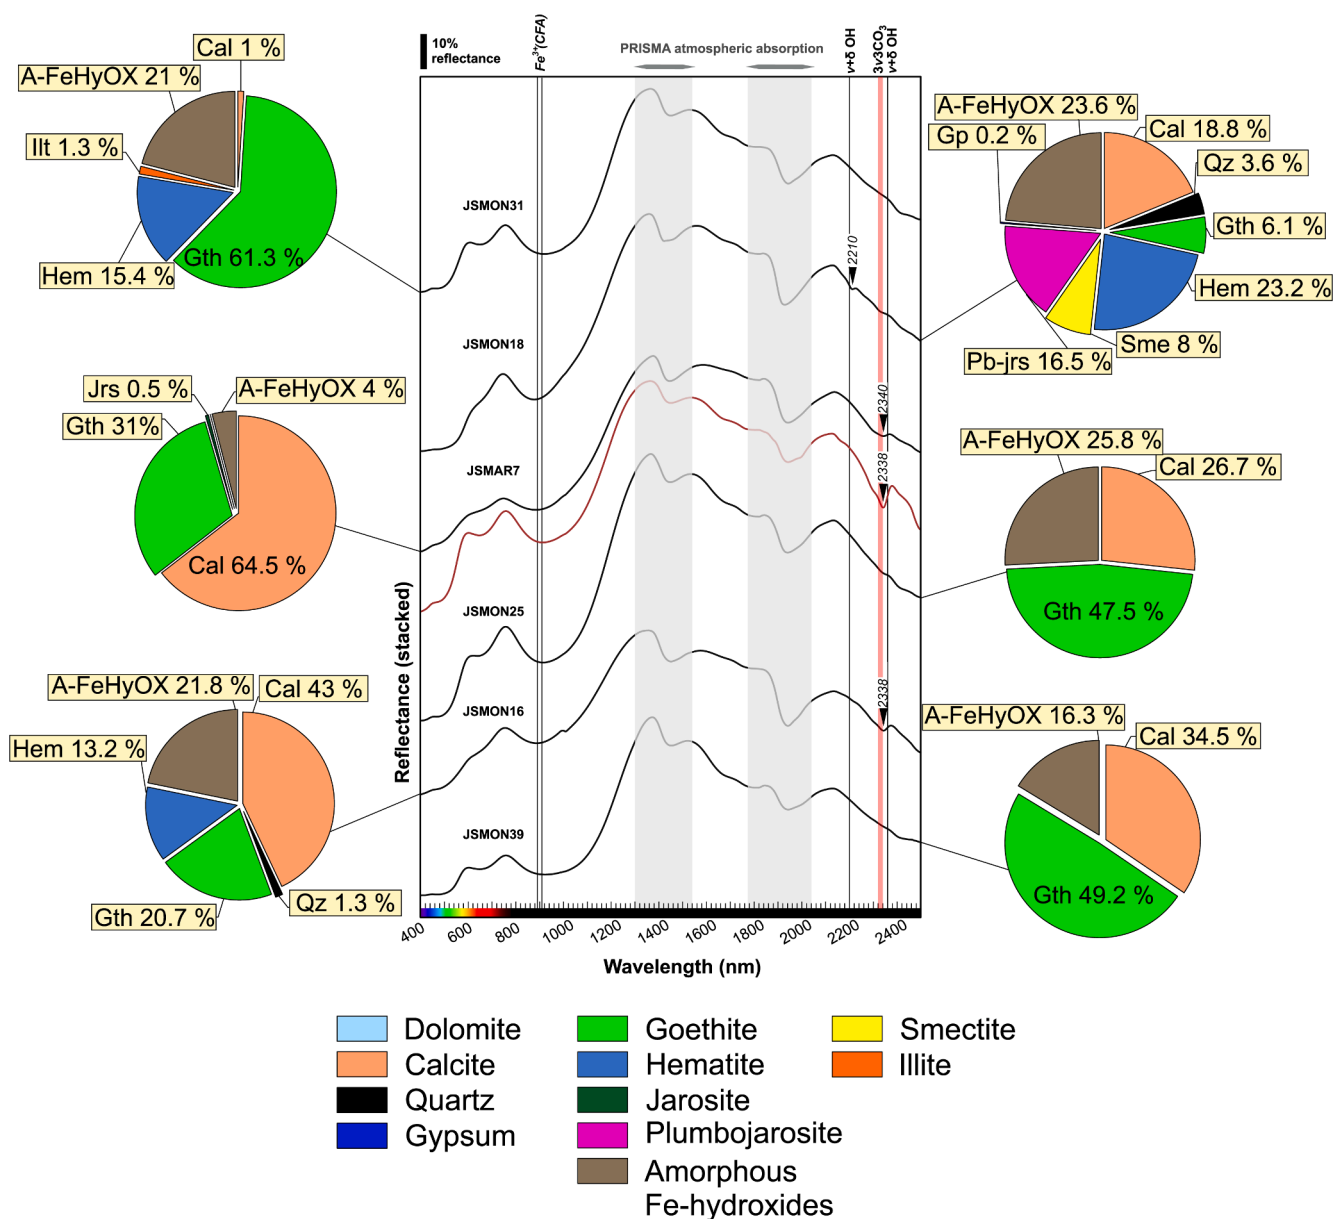 10%
reflectance
Fe³⁺(CFA)
PRISMA atmospheric absorption
ν+δ OH
3ν3CO₃
ν+δ OH
Cal 1 %
A-FeHyOX 21 %
Ilt 1.3 %
Hem 15.4 %
Gth 61.3 %
A-FeHyOX 23.6 %
Gp 0.2 %
Cal 18.8 %
Qz 3.6 %
Gth 6.1 %
Hem 23.2 %
Sme 8 %
Pb-jrs 16.5 %
Jrs 0.5 %
A-FeHyOX 4 %
Gth 31%
Cal 64.5 %
A-FeHyOX 25.8 %
Cal 26.7 %
Gth 47.5 %
A-FeHyOX 21.8 %
Cal 43 %
Hem 13.2 %
Gth 20.7 %
Qz 1.3 %
A-FeHyOX 16.3 %
Cal 34.5 %
Gth 49.2 %
JSMON31
JSMON18
JSMAR7
JSMON25
JSMON16
JSMON39
2210
2340
2338
2338
Reflectance (stacked)
400 600 800 1000 1200 1400 1600 1800 2000 2200 2400
Wavelength (nm)
Dolomite
Calcite
Quartz
Gypsum
Goethite
Hematite
Jarosite
Plumbojarosite
Amorphous
Fe-hydroxides
Smectite
Illite